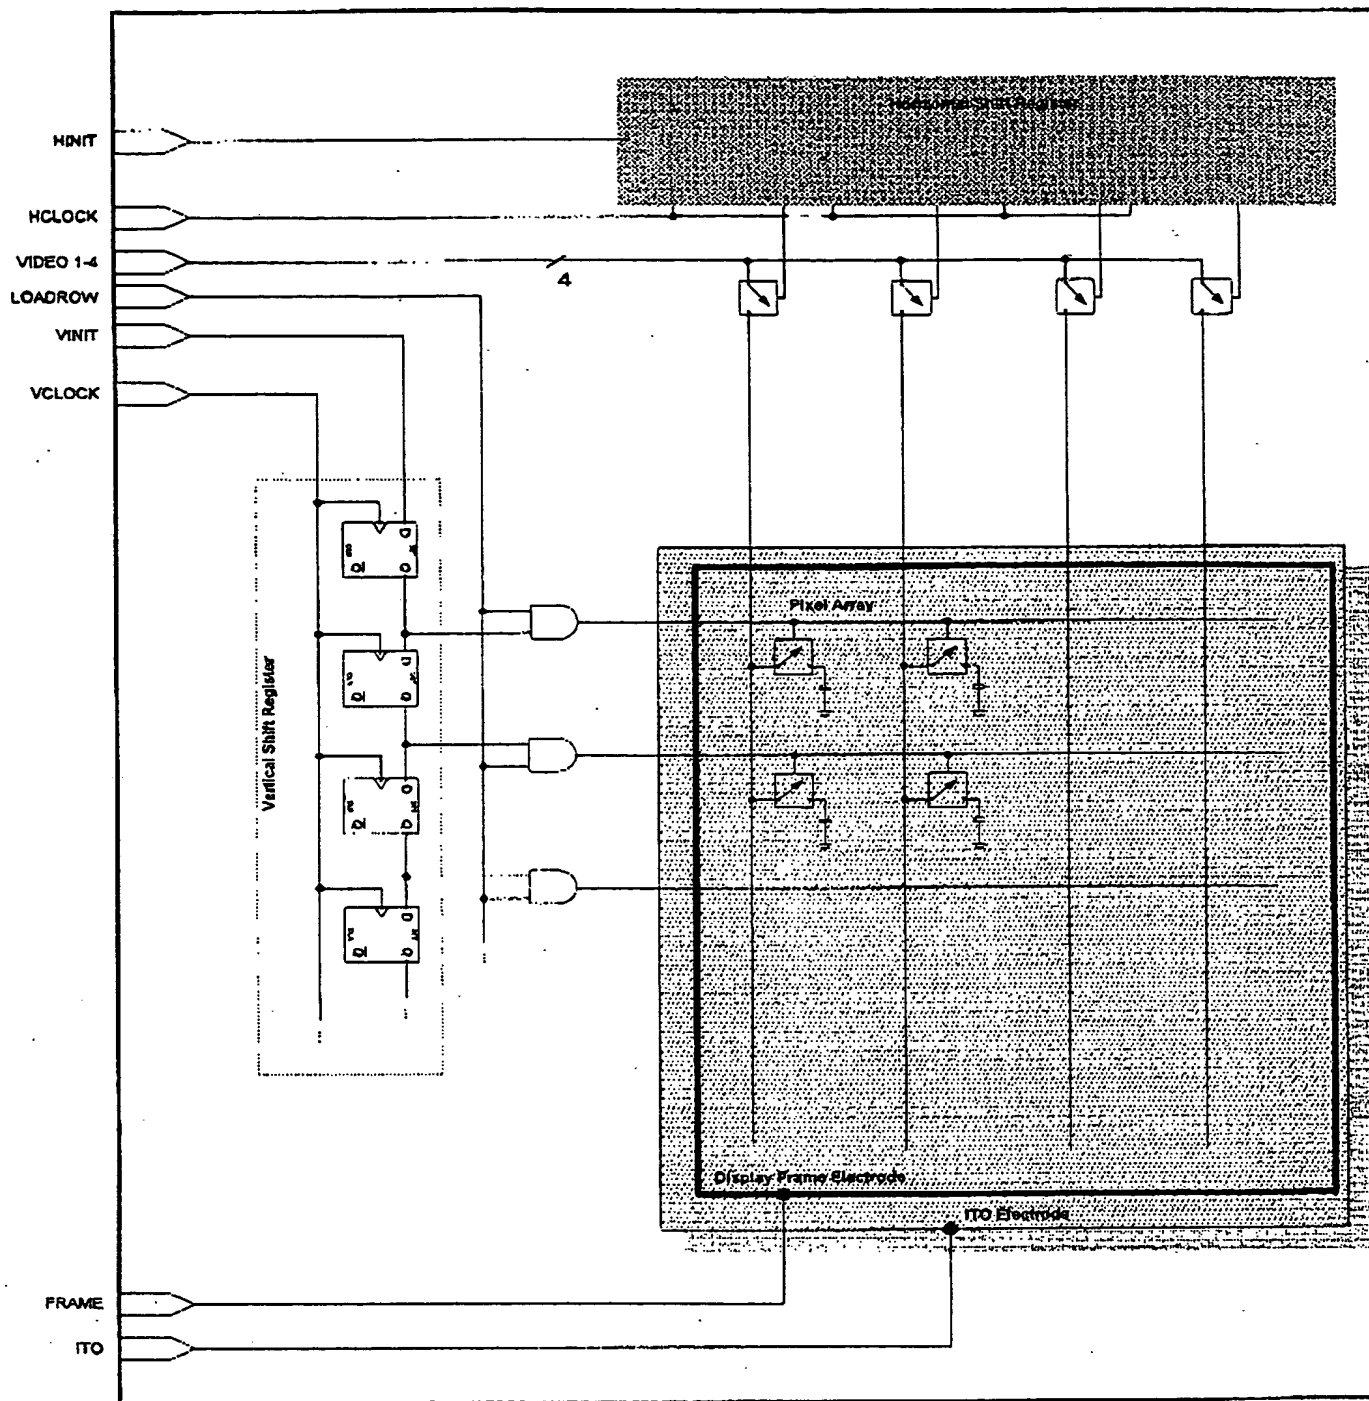 Horizontal Shift Register
HINIT
HCLOCK
VIDEO 1-4
4
LOADROW
VINIT
VCLOCK
D
Q
Q
Pixel Array
D
Q
Q
Vertical Shift Register
Q
Q
D
Q
Q
Display Frame Electrode
ITO Electrode
FRAME
ITO